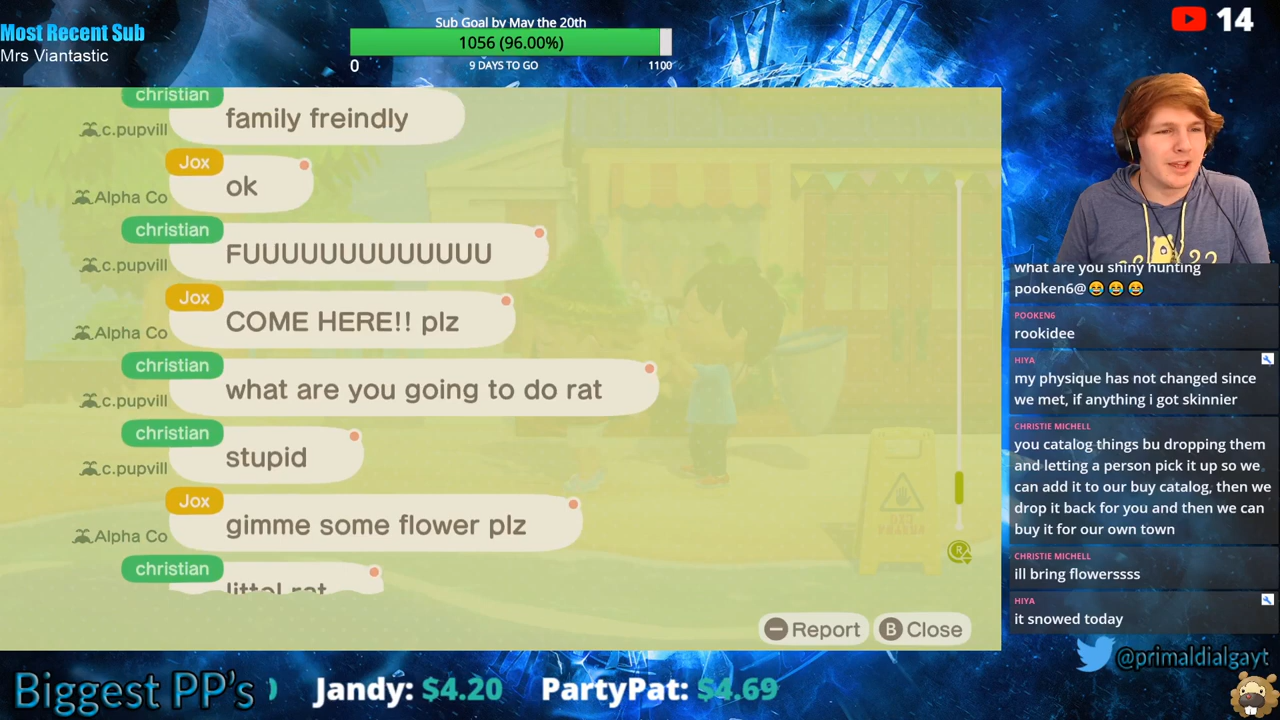 Most Recent Sub
Mrs Viantastic
Sub Goal by May the 20th
1056 (96.00%)
0
9 DAYS TO GO
1100
14
christian
c.pupvill
family freindly
Jox
Alpha Co
ok
christian
c.pupvill
FUUUUUUUUUUUUU
Jox
Alpha Co
COME HERE!! plz
christian
c.pupvill
what are you going to do rat
christian
c.pupvill
stupid
Jox
Alpha Co
gimme some flower plz
christian
littel rat
R
Report
B Close
what are you shiny hunting
pooken6@😂😂😂
POOKEN6
rookidee
HIYA
my physique has not changed since
we met, if anything i got skinnier
CHRISTIE MICHELL
you catalog things bu dropping them
and letting a person pick it up so we
can add it to our buy catalog, then we
drop it back for you and then we can
buy it for our own town
CHRISTIE MICHELL
ill bring flowerssss
HIYA
it snowed today
@primaldialgayt
Biggest PP's
) Jandy: $4.20 PartyPat: $4.69